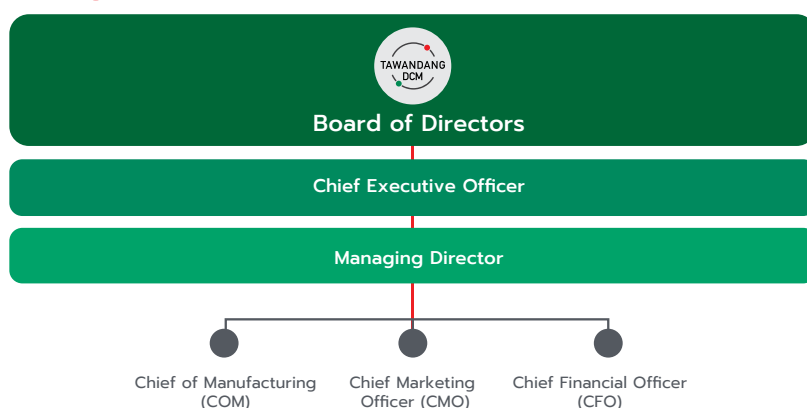 TAWANDANG
DCM
Board of Directors
Chief Executive Officer
Managing Director
Chief of Manufacturing
(COM)
Chief Marketing
Officer (CMO)
Chief Financial Officer
(CFO)